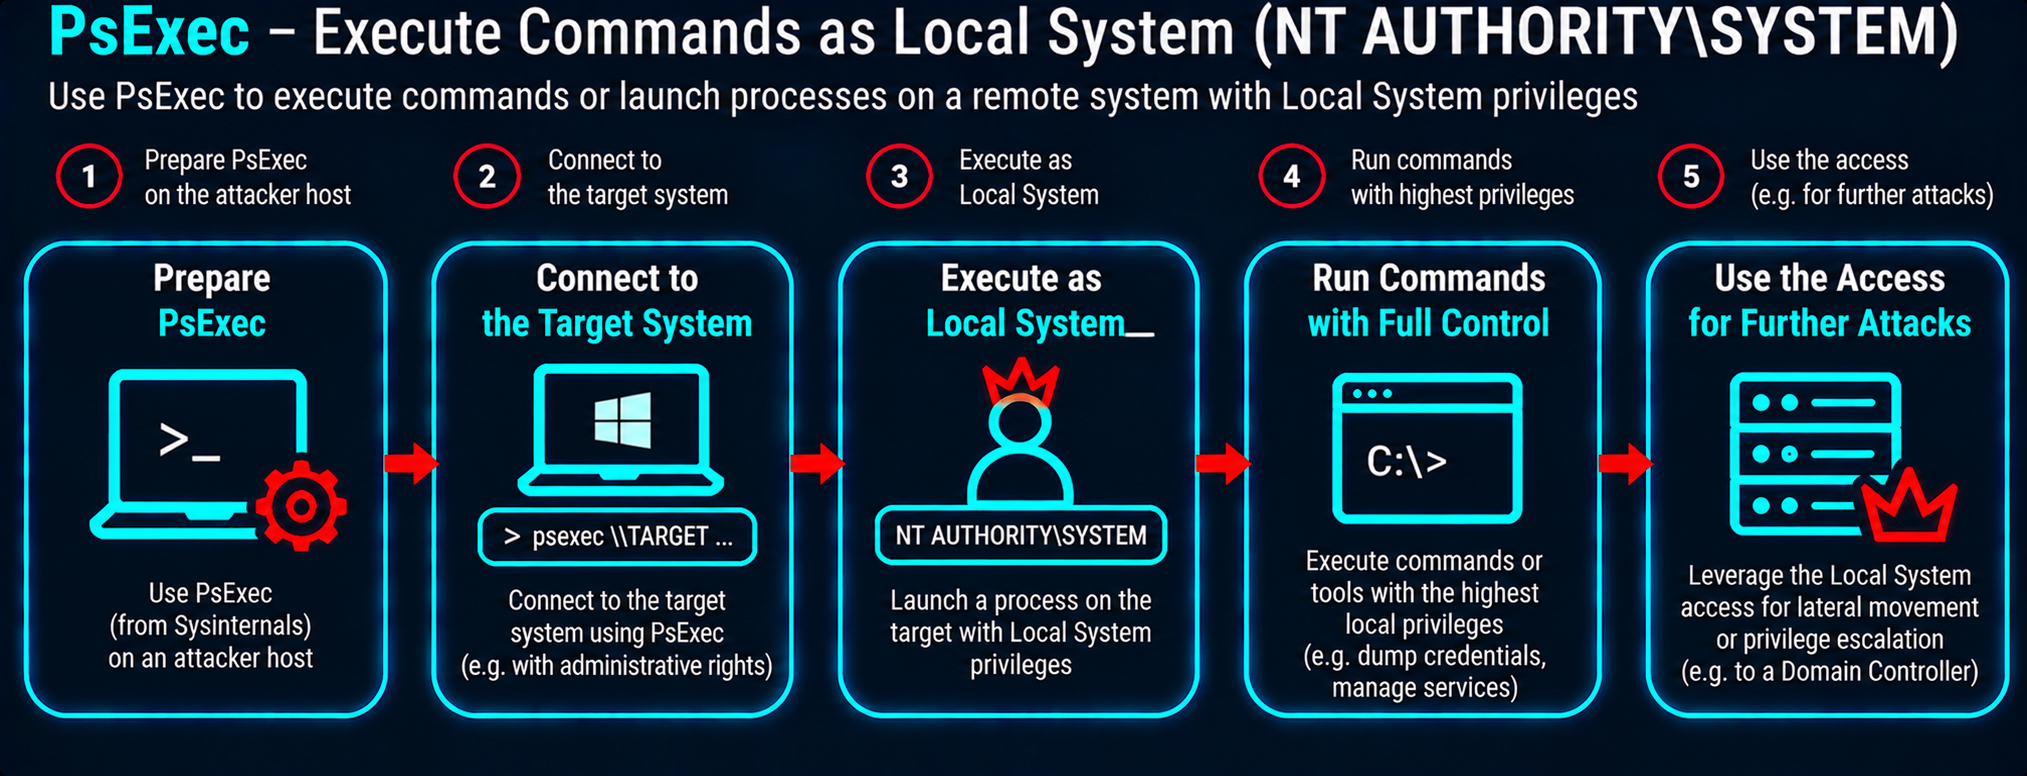 PsExec – Execute Commands as Local System (NT AUTHORITY\SYSTEM)
Use PsExec to execute commands or launch processes on a remote system with Local System privileges
1
Prepare PsExec
on the attacker host
2
Connect to
the target system
3
Execute as
Local System
4
Run commands
with highest privileges
5
Use the access
(e.g. for further attacks)
Prepare
PsExec
>_
Use PsExec
(from Sysinternals)
on an attacker host
Connect to
the Target System
> psexec \\TARGET ...
Connect to the target
system using PsExec
(e.g. with administrative rights)
Execute as
Local System_
NT AUTHORITY\SYSTEM
Launch a process on the
target with Local System
privileges
Run Commands
with Full Control
C:\>
Execute commands or
tools with the highest
local privileges
(e.g. dump credentials,
manage services)
Use the Access
for Further Attacks
Leverage the Local System
access for lateral movement
or privilege escalation
(e.g. to a Domain Controller)